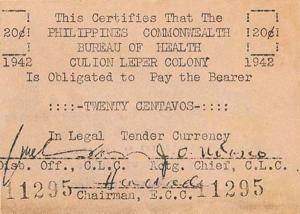 This Certifies That The
20¢ PHILIPPINES COMMONWEALTH 20¢
BUREAU OF HEALTH
1942 CULION LEPER COLONY 1942
Is Obligated to Pay the Bearer
::::-TWENTY CENTAVOS-::::
In Legal Tender Currency
Disb. Off., C.L.C. Actg. Chief, C.L.C.
11295 11295
Chairman, E.C.C.